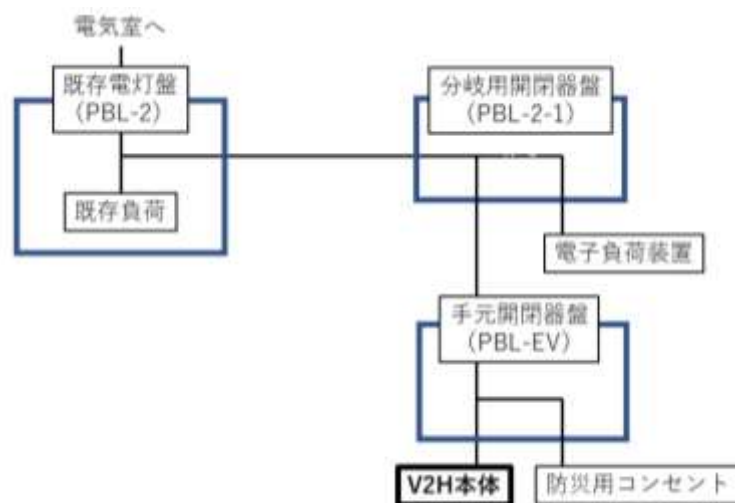 電気室へ
既存電灯盤
（PBL-2）
分岐用開閉器盤
（PBL-2-1）
既存負荷
電子負荷装置
手元開閉器盤
（PBL-EV）
V2H本体
防災用コンセント